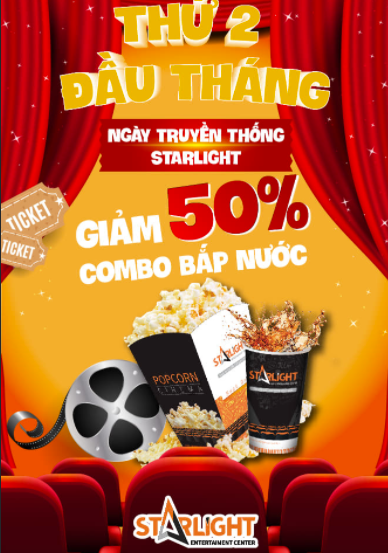 THỨ 2
ĐẦU THÁNG
NGÀY TRUYỀN THỐNG
STARLIGHT
TICKET
TICKET
GIẢM 50%
COMBO BẮP NƯỚC
STARLIGHT
POPCORN
CINEMA
STARLIGHT
STARLIGHT
ENTERTAIMENT CENTER